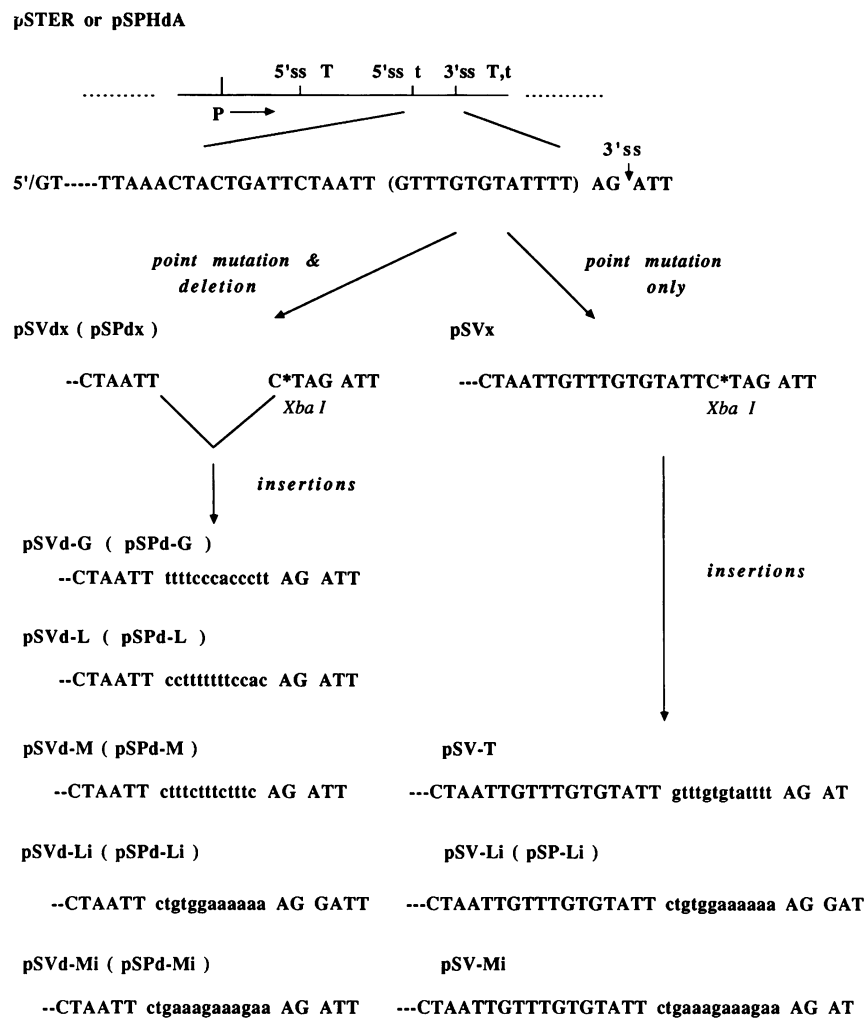 pSTER or pSPHdA
5'ss T 5'ss t 3'ss T,t
P
3'ss
5'/GT-----TTAAACTACTGATTCTAATT (GTTTGTGTATTTT) AG ATT
point mutation & deletion
point mutation only
pSVdx ( pSPdx )
pSVx
--CTAATT C*TAG ATT
---CTAATTGTTTGTGTATTC*TAG ATT
Xba I
Xba I
insertions
pSVd-G ( pSPd-G )
--CTAATT ttttcccaccctt AG ATT
insertions
pSVd-L ( pSPd-L )
--CTAATT cctttttttccac AG ATT
pSVd-M ( pSPd-M )
pSV-T
--CTAATT ctttctttctttc AG ATT
---CTAATTGTTTGTGTATT gtttgtgtatttt AG AT
pSVd-Li ( pSPd-Li )
pSV-Li ( pSP-Li )
--CTAATT ctgtggaaaaaa AG GATT
---CTAATTGTTTGTGTATT ctgtggaaaaaa AG GAT
pSVd-Mi ( pSPd-Mi )
pSV-Mi
--CTAATT ctgaaagaaagaa AG ATT
---CTAATTGTTTGTGTATT ctgaaagaaagaa AG AT